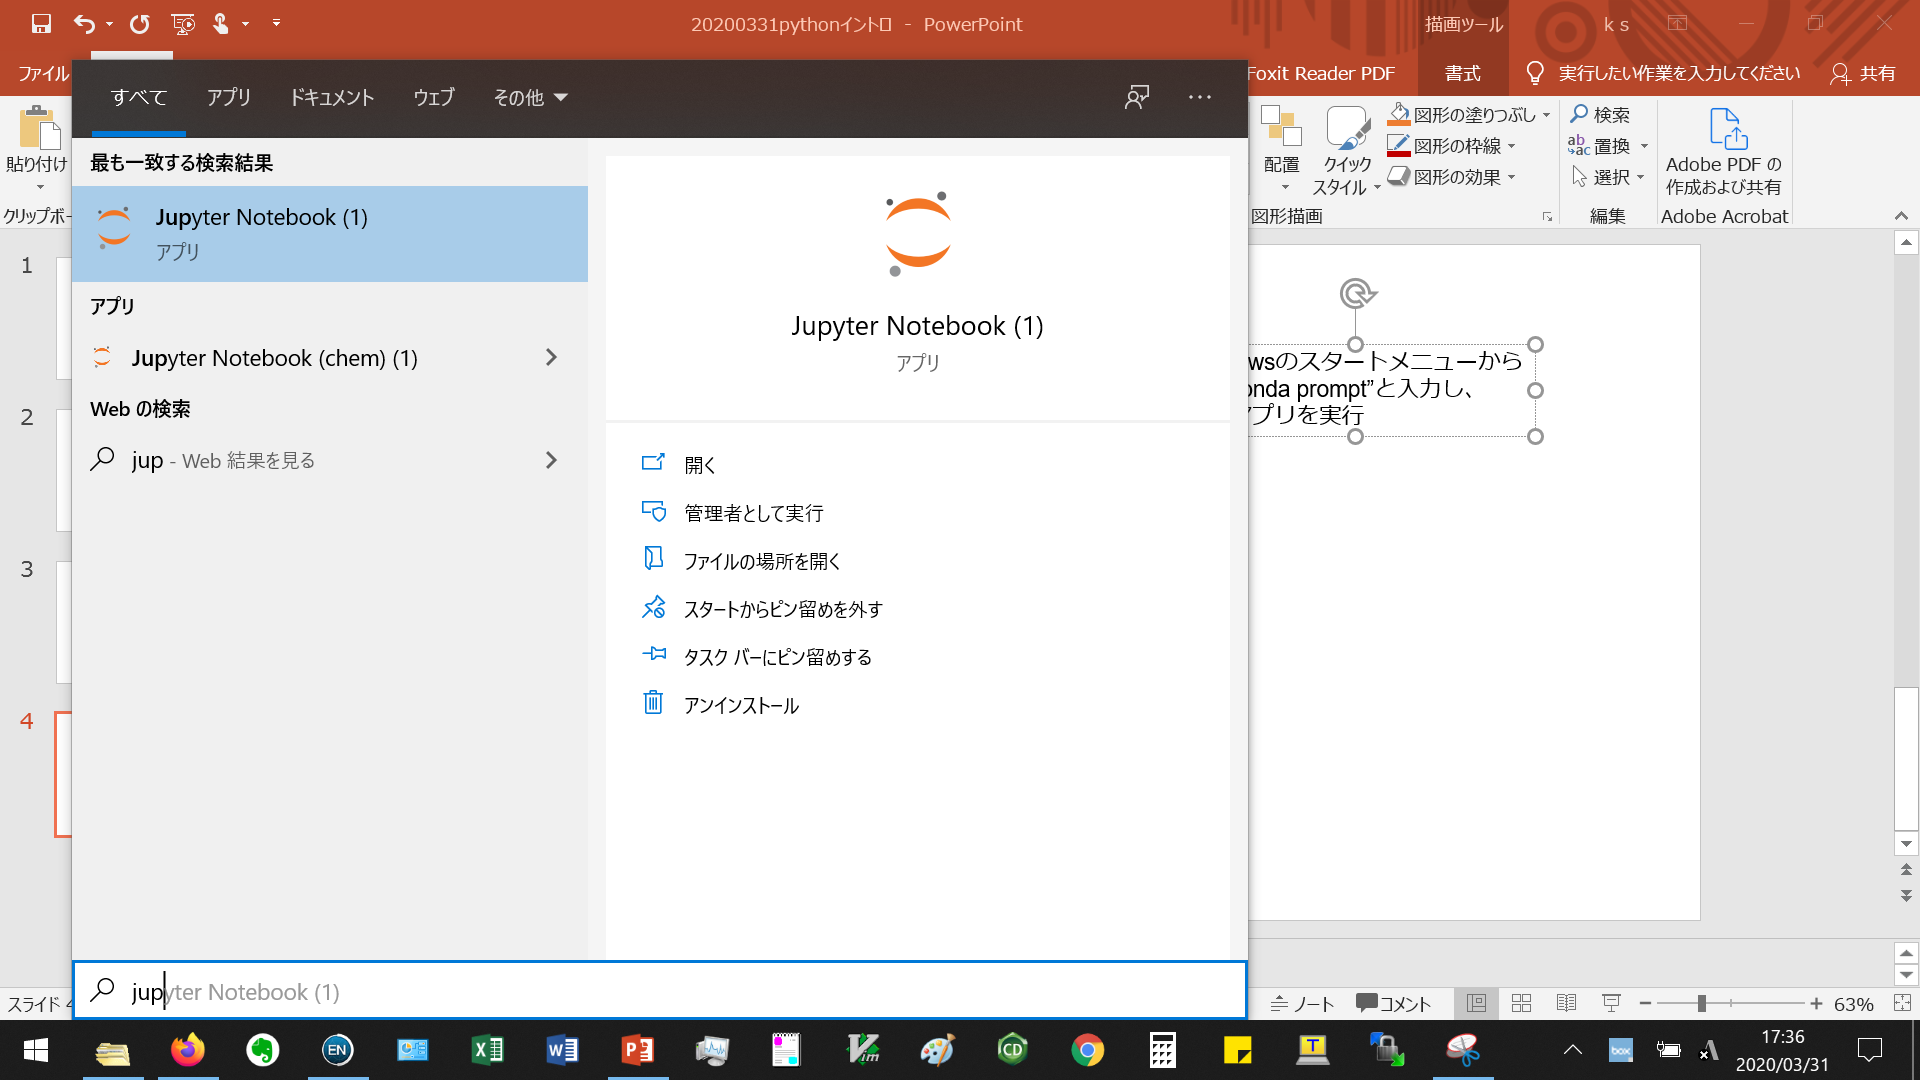 20200331pythonイントロ - PowerPoint
描画ツール
k s
ファイル
Foxit Reader PDF
書式
実行したい作業を入力してください
共有
すべて
アプリ
ドキュメント
ウェブ
その他
貼り付け
クリップボー
配置
クイック
スタイル
図形の塗りつぶし
図形の枠線
図形の効果
図形描画
検索
置換
選択
編集
Adobe PDF の
作成および共有
Adobe Acrobat
最も一致する検索結果
Jupyter Notebook (1)
アプリ
アプリ
Jupyter Notebook (chem) (1)
Web の検索
jup - Web 結果を見る
Jupyter Notebook (1)
アプリ
開く
管理者として実行
ファイルの場所を開く
スタートからピン留めを外す
タスク バーにピン留めする
アンインストール
1
2
3
4
wsのスタートメニューから
onda prompt”と入力し、
アプリを実行
jupyter Notebook (1)
スライド 4
ノート
コメント
63%
EN
CD
box
A
17:36
2020/03/31